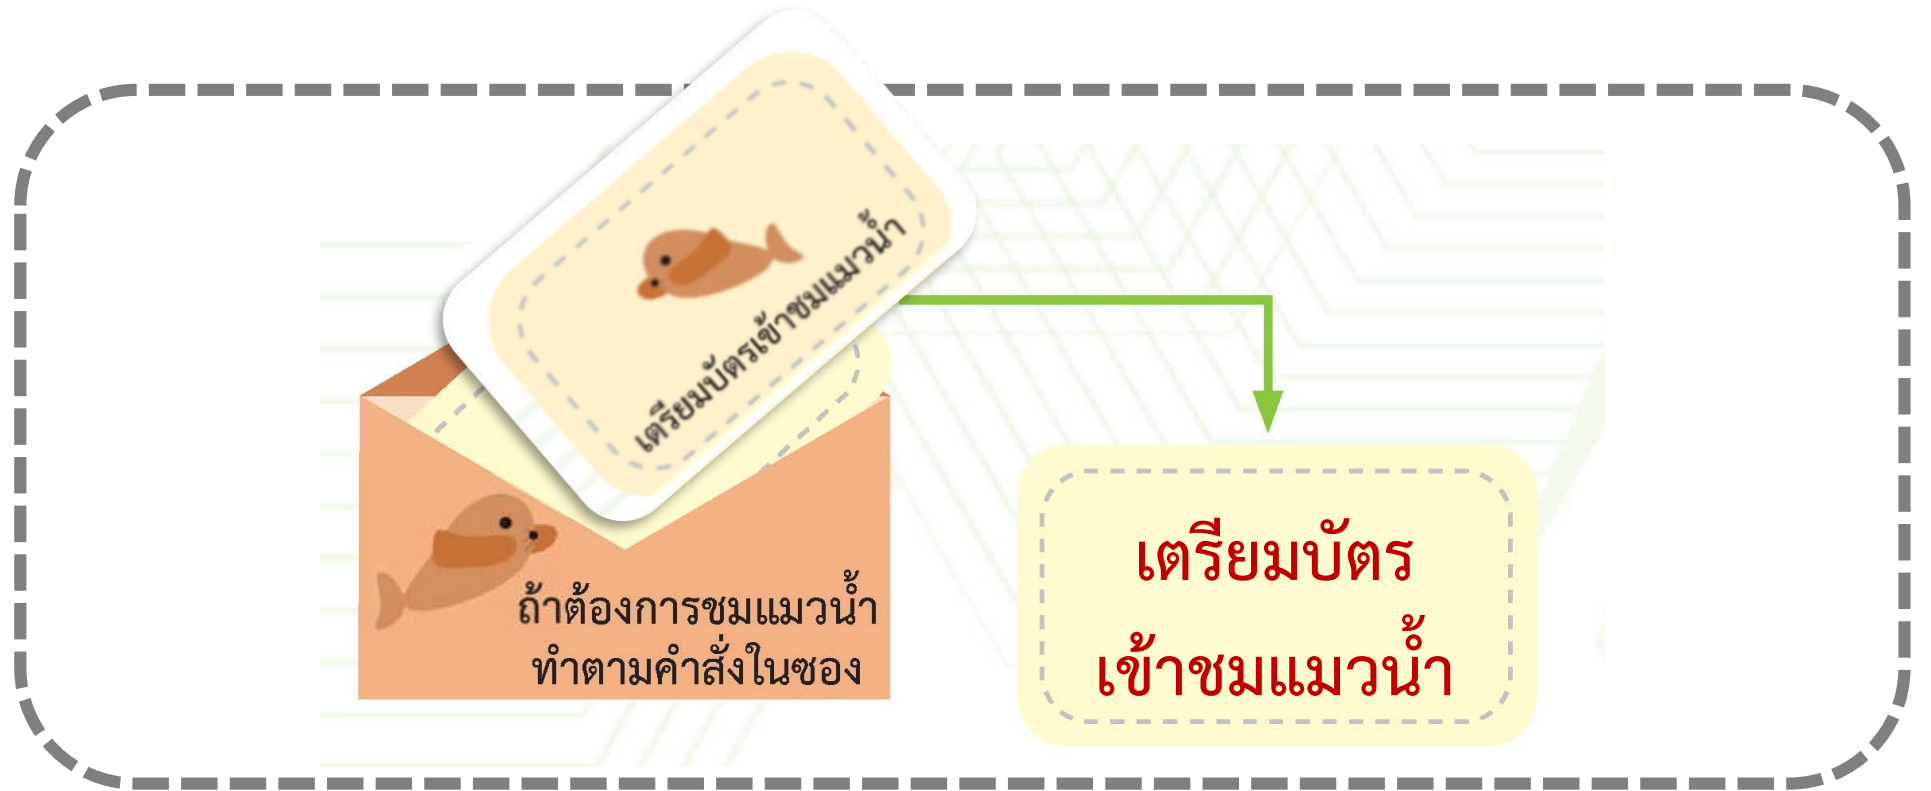 เตรียมบัตรเข้าชมแมวน้ำ
ถ้าต้องการชมแมวน้ำ
ทำตามคำสั่งในซอง
เตรียมบัตร
เข้าชมแมวน้ำ